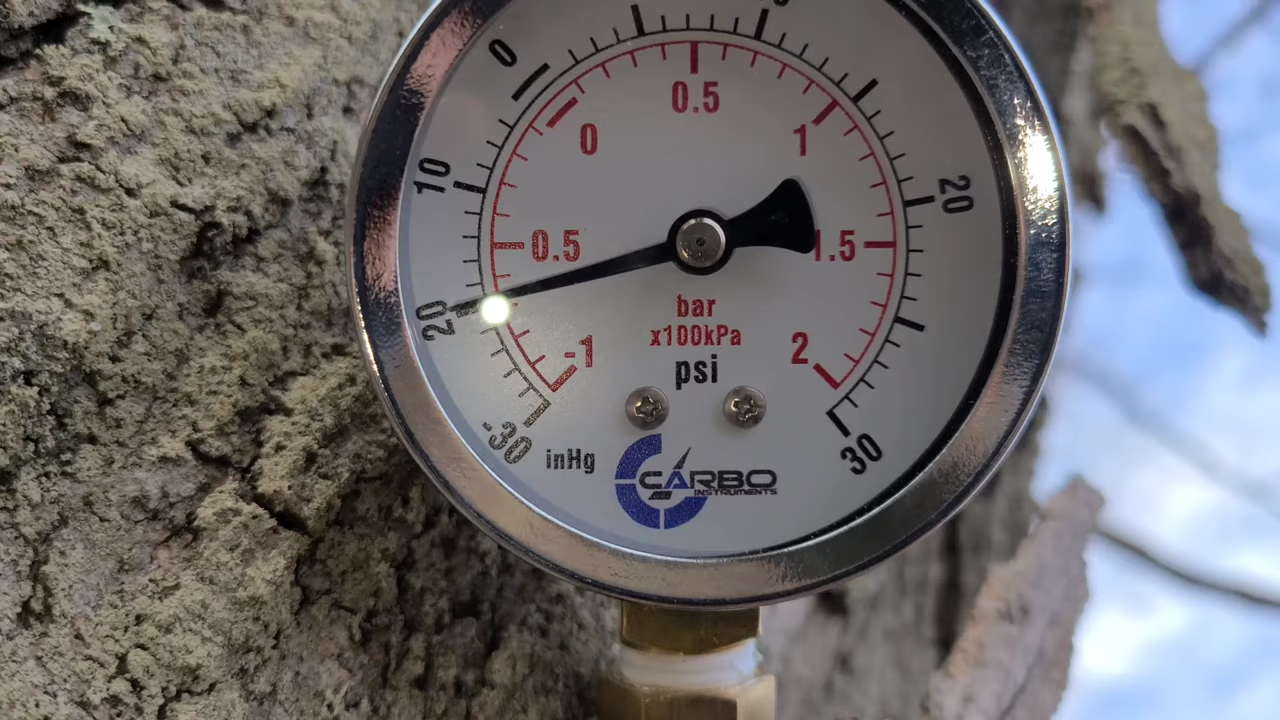 0
0.5
0
1
10
20
0.5
1.5
20
bar
x100kPa
-1
2
psi
-30
inHg
30
CARBO
INSTRUMENTS